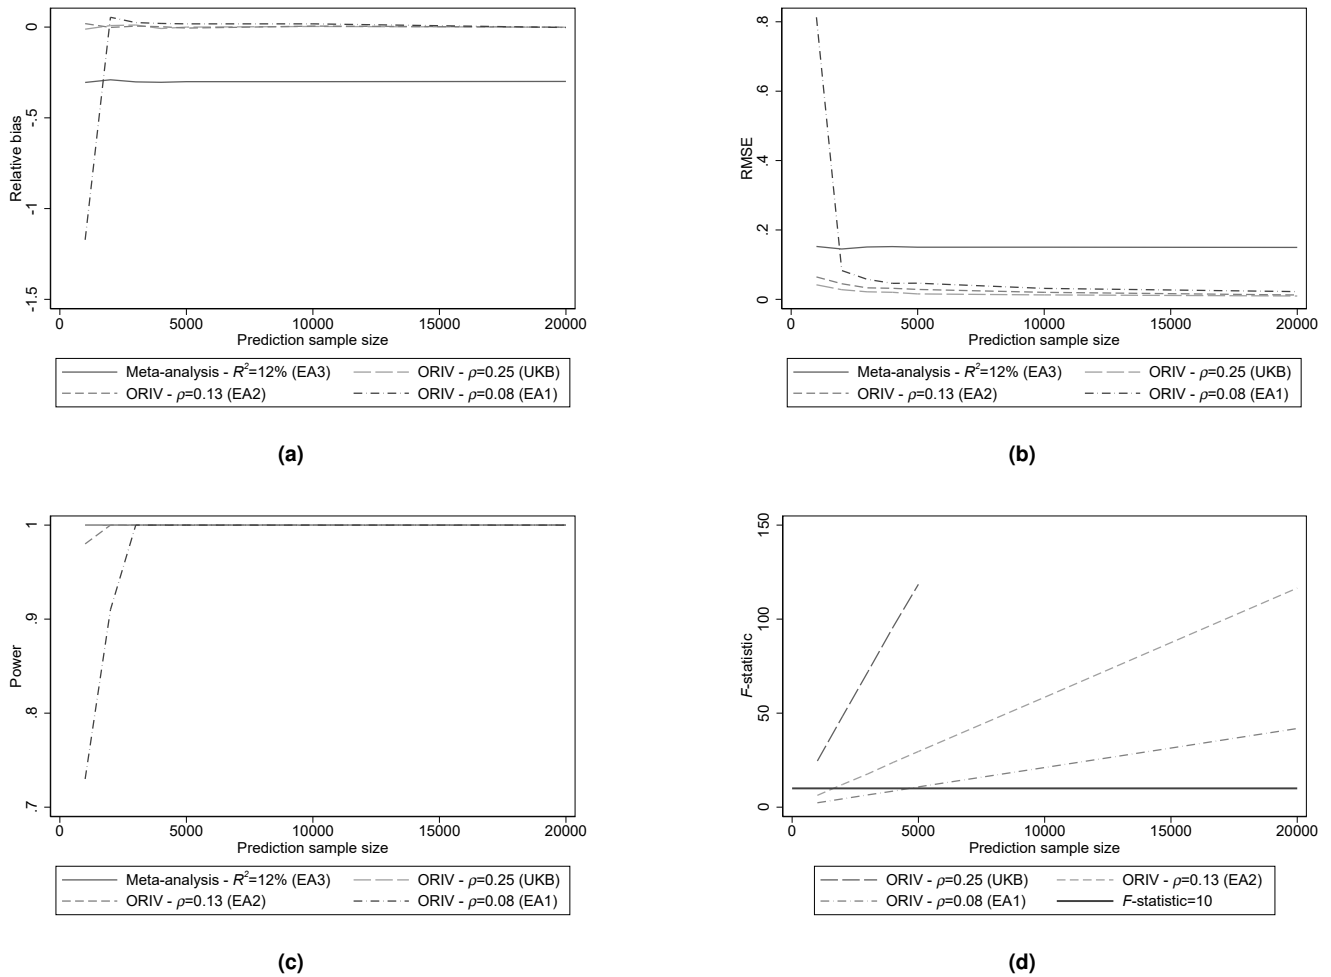 0
-.5
-1
-1.5
Relative bias
0 5000 10000 15000 20000
Prediction sample size
Meta-analysis - R²=12% (EA3) ORIV - ρ=0.25 (UKB)
ORIV - ρ=0.13 (EA2) ORIV - ρ=0.08 (EA1)
(a)
.8
.6
.4
.2
0
RMSE
0 5000 10000 15000 20000
Prediction sample size
Meta-analysis - R²=12% (EA3) ORIV - ρ=0.25 (UKB)
ORIV - ρ=0.13 (EA2) ORIV - ρ=0.08 (EA1)
(b)
1
.9
.8
.7
Power
0 5000 10000 15000 20000
Prediction sample size
Meta-analysis - R²=12% (EA3) ORIV - ρ=0.25 (UKB)
ORIV - ρ=0.13 (EA2) ORIV - ρ=0.08 (EA1)
(c)
150
100
50
0
F-statistic
0 5000 10000 15000 20000
Prediction sample size
ORIV - ρ=0.25 (UKB) ORIV - ρ=0.13 (EA2)
ORIV - ρ=0.08 (EA1) F-statistic=10
(d)